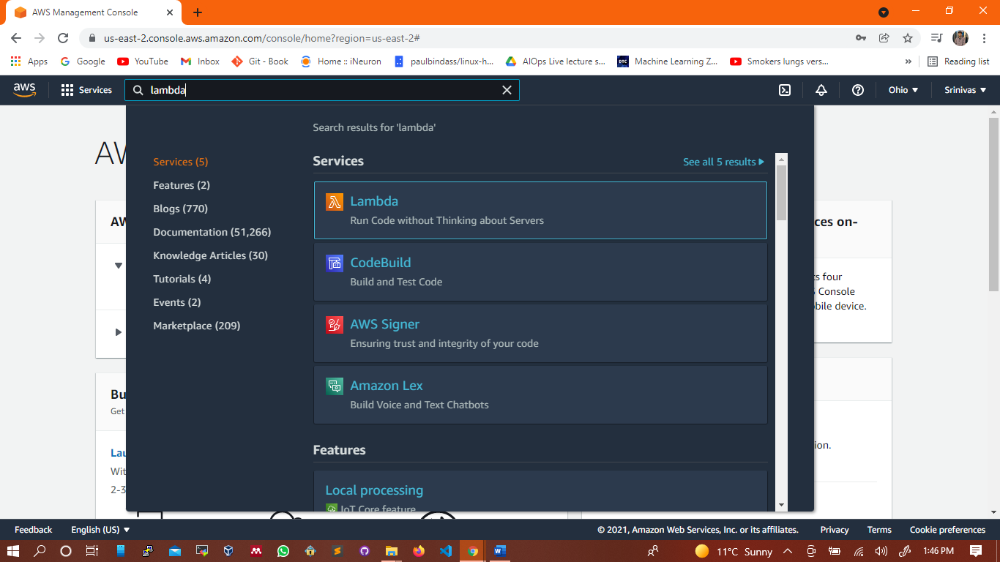 AWS Management Console
us-east-2.console.aws.amazon.com/console/home?region=us-east-2#
Apps
Google
YouTube
Inbox
Git - Book
Home :: iNeuron
paulbindass/linux-h...
AIOps Live lecture s...
DTC
Machine Learning Z...
Smokers lungs vers...
»
Reading list
aws
Services
lambda
Ohio
Srinivas
Search results for 'lambda'
Services (5)
Features (2)
Blogs (770)
Documentation (51,266)
Knowledge Articles (30)
Tutorials (4)
Events (2)
Marketplace (209)
Services
See all 5 results
Lambda
Run Code without Thinking about Servers
CodeBuild
Build and Test Code
AWS Signer
Ensuring trust and integrity of your code
Amazon Lex
Build Voice and Text Chatbots
Features
Local processing
IoT Core feature
AW
AW
Bu
Get
Lau
Wit
2-3
ces on-
s four
Console
bile device.
ion.
Feedback
English (US)
© 2021, Amazon Web Services, Inc. or its affiliates.
Privacy
Terms
Cookie preferences
11°C Sunny
1:46 PM